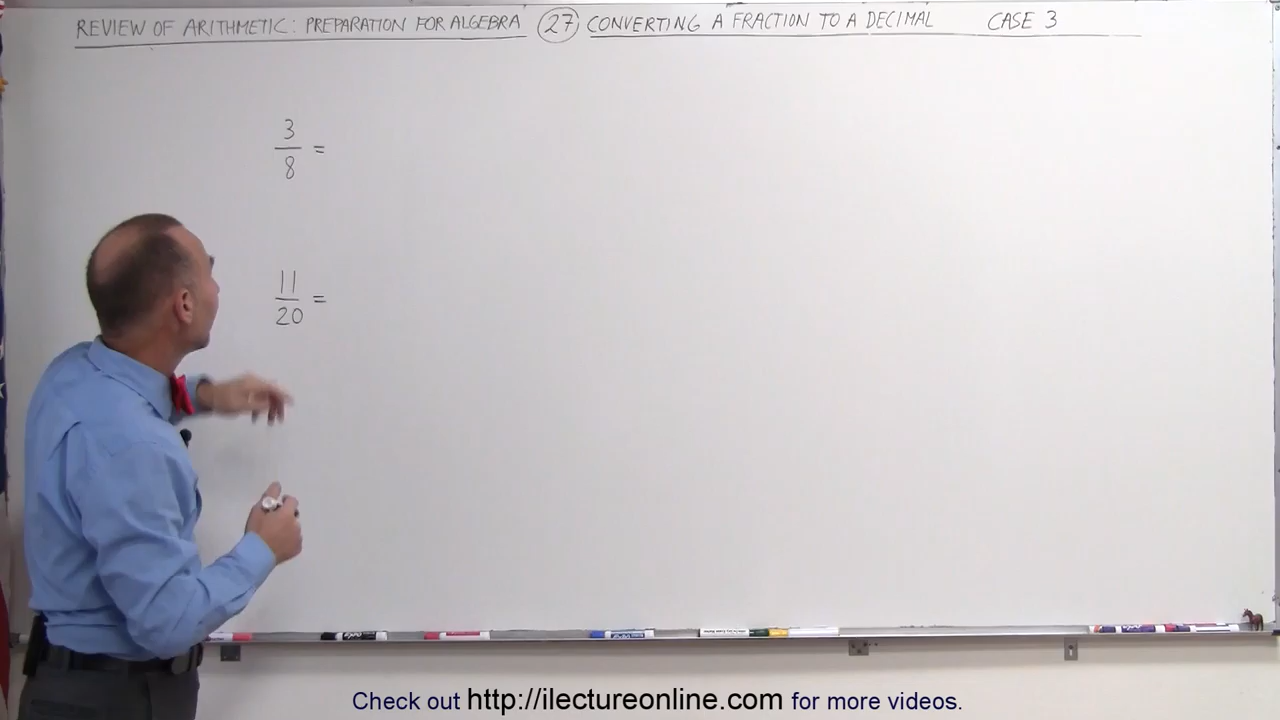 REVIEW OF ARITHMETIC: PREPARATION FOR ALGEBRA 27 CONVERTING A FRACTION TO A DECIMAL CASE 3
3/8 =
11/20 =
Check out http://ilectureonline.com for more videos.